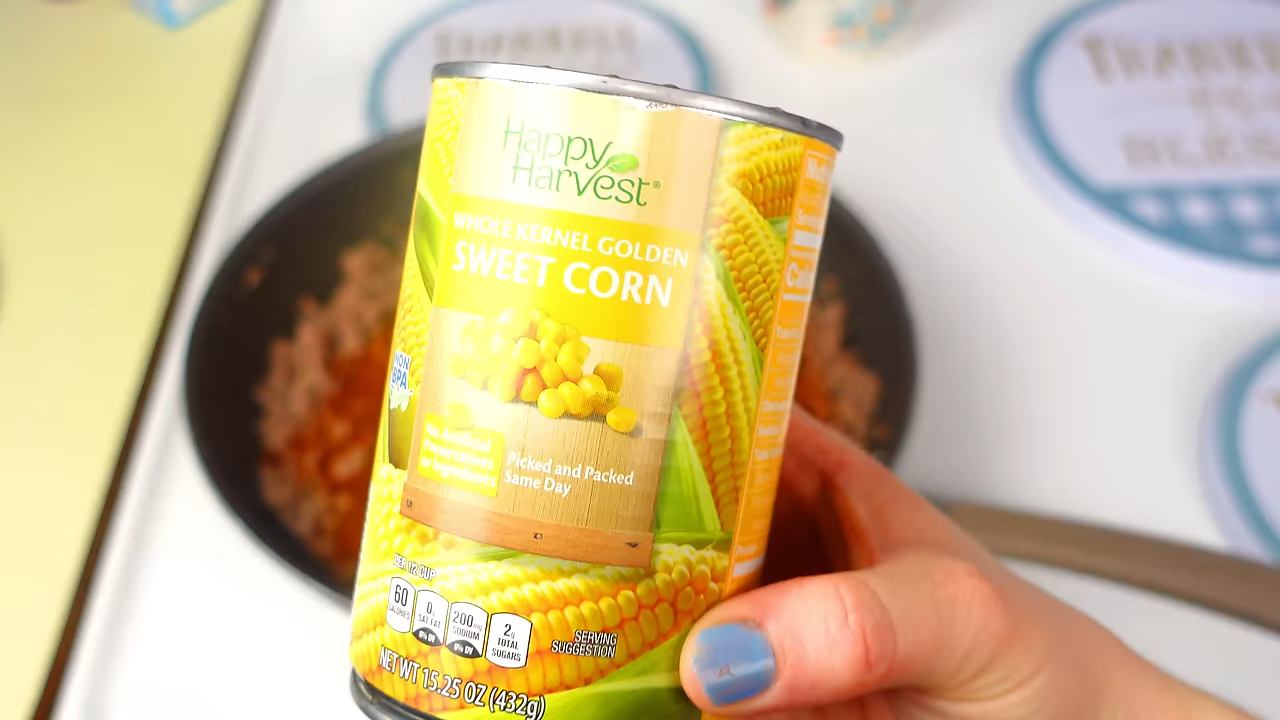 Happy
Harvest®
WHOLE KERNEL GOLDEN
SWEET CORN
NON
BPA
No Artificial
Preservatives
or Ingredients
Picked and Packed
Same Day
PER 1/2 CUP
60
CALORIES
0g
SAT FAT
0% DV
200mg
SODIUM
2g
TOTAL
SUGARS
SERVING
SUGGESTION
NET WT 15.25 OZ (432g)